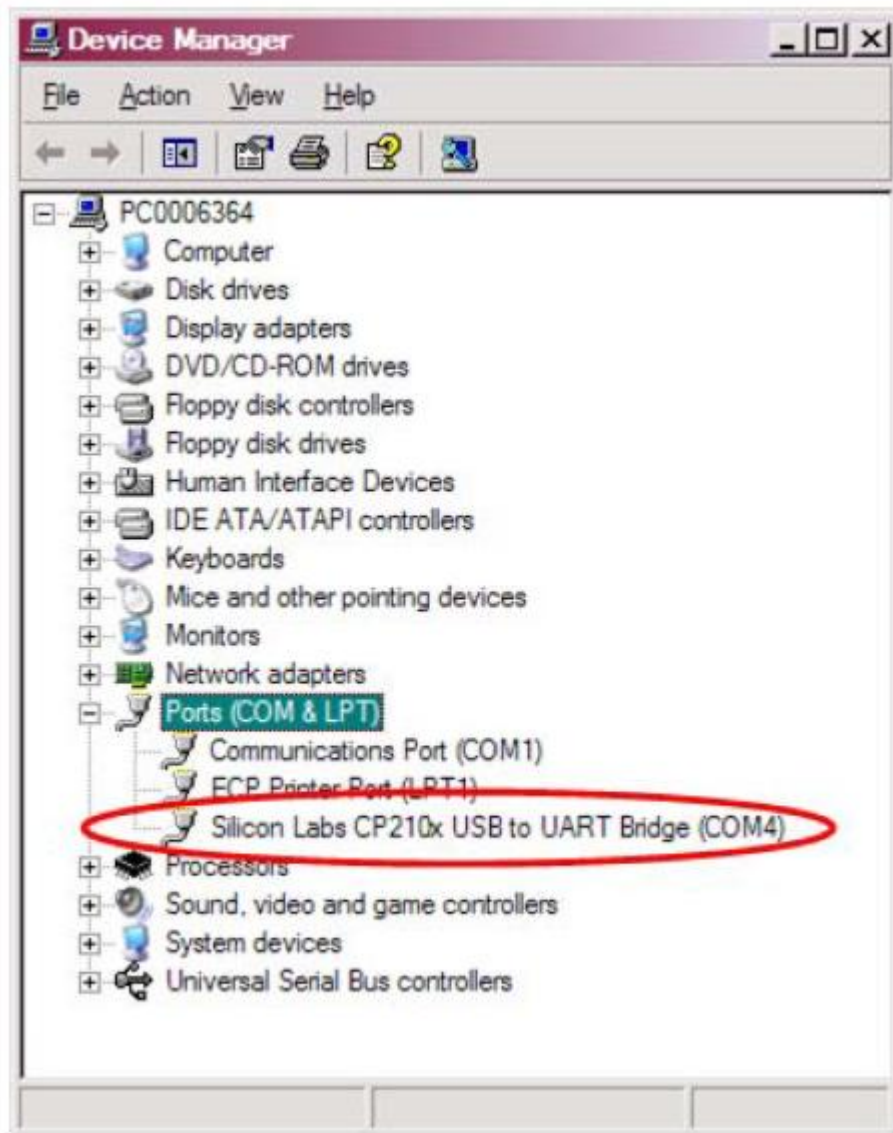 Device Manager
File Action View Help
PC0006364
Computer
Disk drives
Display adapters
DVD/CD-ROM drives
Floppy disk controllers
Floppy disk drives
Human Interface Devices
IDE ATA/ATAPI controllers
Keyboards
Mice and other pointing devices
Monitors
Network adapters
Ports (COM & LPT)
Communications Port (COM1)
ECP Printer Port (LPT1)
Silicon Labs CP210x USB to UART Bridge (COM4)
Processors
Sound, video and game controllers
System devices
Universal Serial Bus controllers